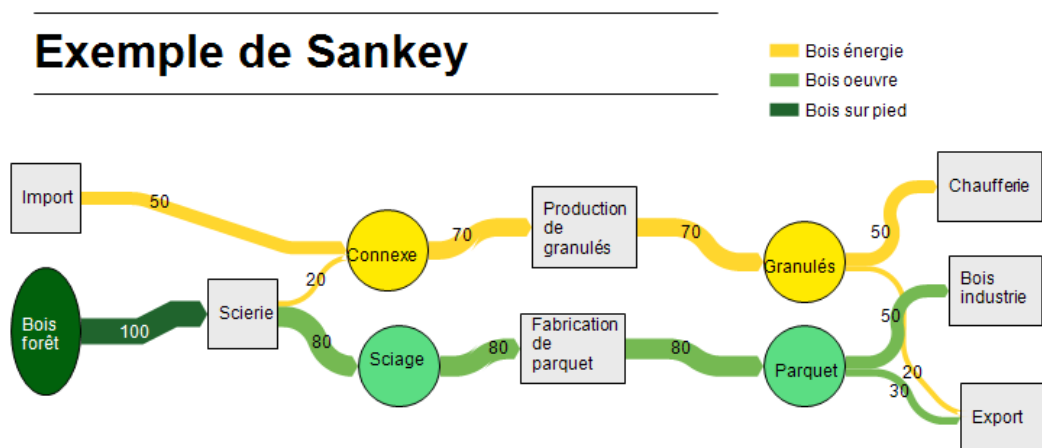 Exemple de Sankey
Bois énergie
Bois oeuvre
Bois sur pied
Import
50
Connexe
70
Production
de
granulés
70
Granulés
50
Chaufferie
Bois
forêt
100
Scierie
20
80
Sciage
80
Fabrication
de
parquet
80
Parquet
50
Bois
industrie
20
30
Export